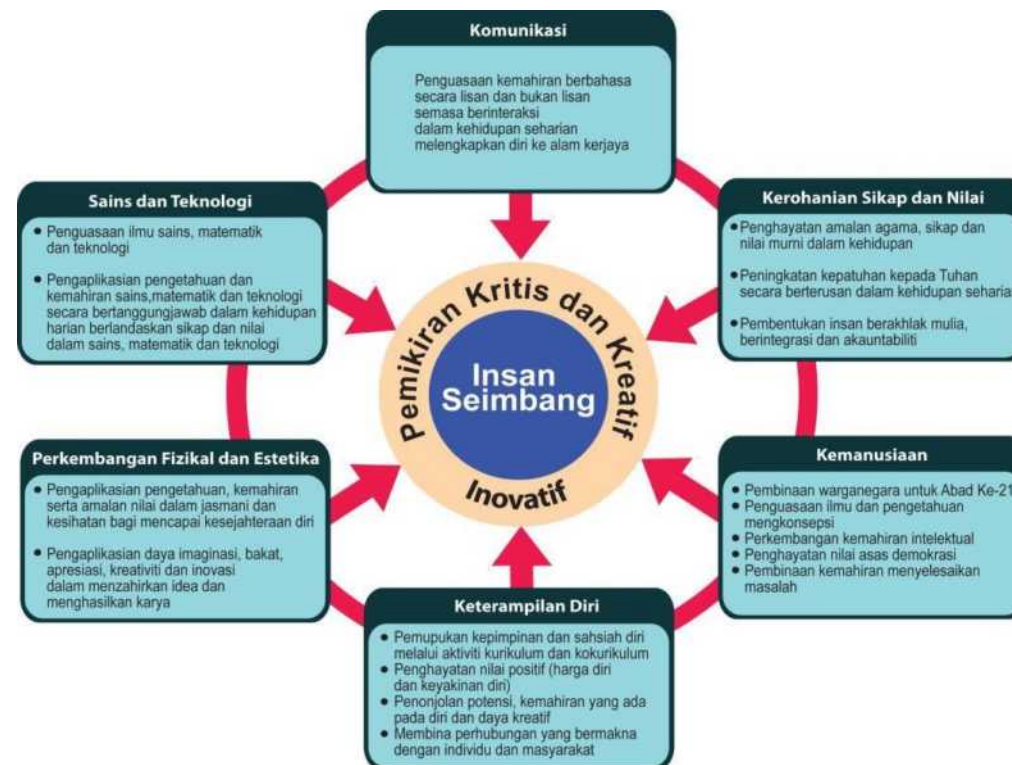 Komunikasi
Penguasaan kemahiran berbahasa
secara lisan dan bukan lisan
semasa berinteraksi
dalam kehidupan seharian
melengkapkan diri ke alam kerjaya
Sains dan Teknologi
• Penguasaan ilmu sains, matematik
dan teknologi
• Pengaplikasian pengetahuan dan
kemahiran sains,matematik dan teknologi
secara bertanggungjawab dalam kehidupan
harian berlandaskan sikap dan nilai
dalam sains, matematik dan teknologi
Kerohanian Sikap dan Nilai
• Penghayatan amalan agama, sikap dan
nilai murni dalam kehidupan
• Peningkatan kepatuhan kepada Tuhan
secara berterusan dalam kehidupan seharia
• Pembentukan insan berakhlak mulia,
berintegrasi dan akauntabiliti
Pemikiran Kritis dan Kreatif
Insan
Seimbang
Inovatif
Perkembangan Fizikal dan Estetika
• Pengaplikasian pengetahuan, kemahiran
serta amalan nilai dalam jasmani dan
kesihatan bagi mencapai kesejahteraan diri
• Pengaplikasian daya imaginasi, bakat,
apresiasi, kreativiti dan inovasi
dalam menzahirkan idea dan
menghasilkan karya
Kemanusiaan
• Pembinaan warganegara untuk Abad Ke-21
• Penguasaan ilmu dan pengetahuan
mengkonsepsi
• Perkembangan kemahiran intelektual
• Penghayatan nilai asas demokrasi
• Pembinaan kemahiran menyelesaikan
masalah
Keterampilan Diri
• Pemupukan kepimpinan dan sahsiah diri
melalui aktiviti kurikulum dan kokurikulum
• Penghayatan nilai positif (harga diri
dan keyakinan diri)
• Penonjolan potensi, kemahiran yang ada
pada diri dan daya kreatif
• Membina perhubungan yang bermakna
dengan individu dan masyarakat